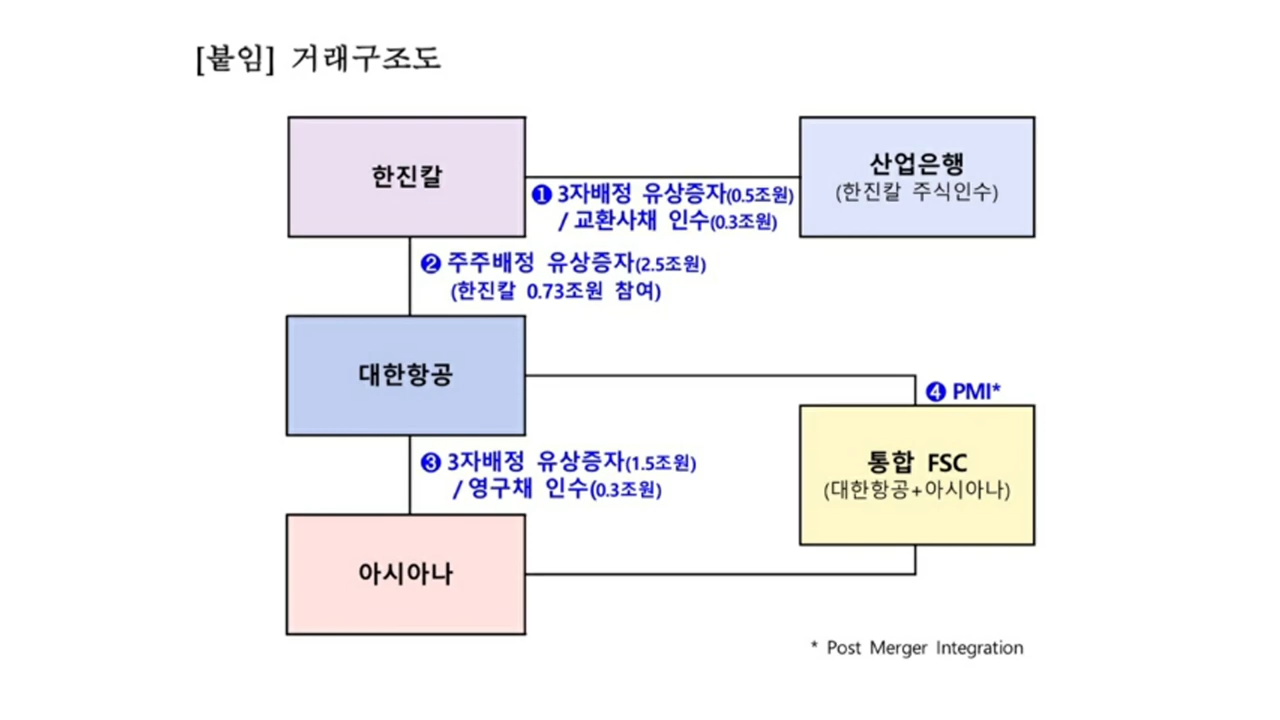 [붙임] 거래구조도
한진칼
산업은행
(한진칼 주식인수)
❶ 3자배정 유상증자(0.5조원)
/ 교환사채 인수(0.3조원)
❷ 주주배정 유상증자(2.5조원)
(한진칼 0.73조원 참여)
대한항공
❹ PMI*
통합 FSC
(대한항공+아시아나)
❸ 3자배정 유상증자(1.5조원)
/ 영구채 인수(0.3조원)
아시아나
* Post Merger Integration